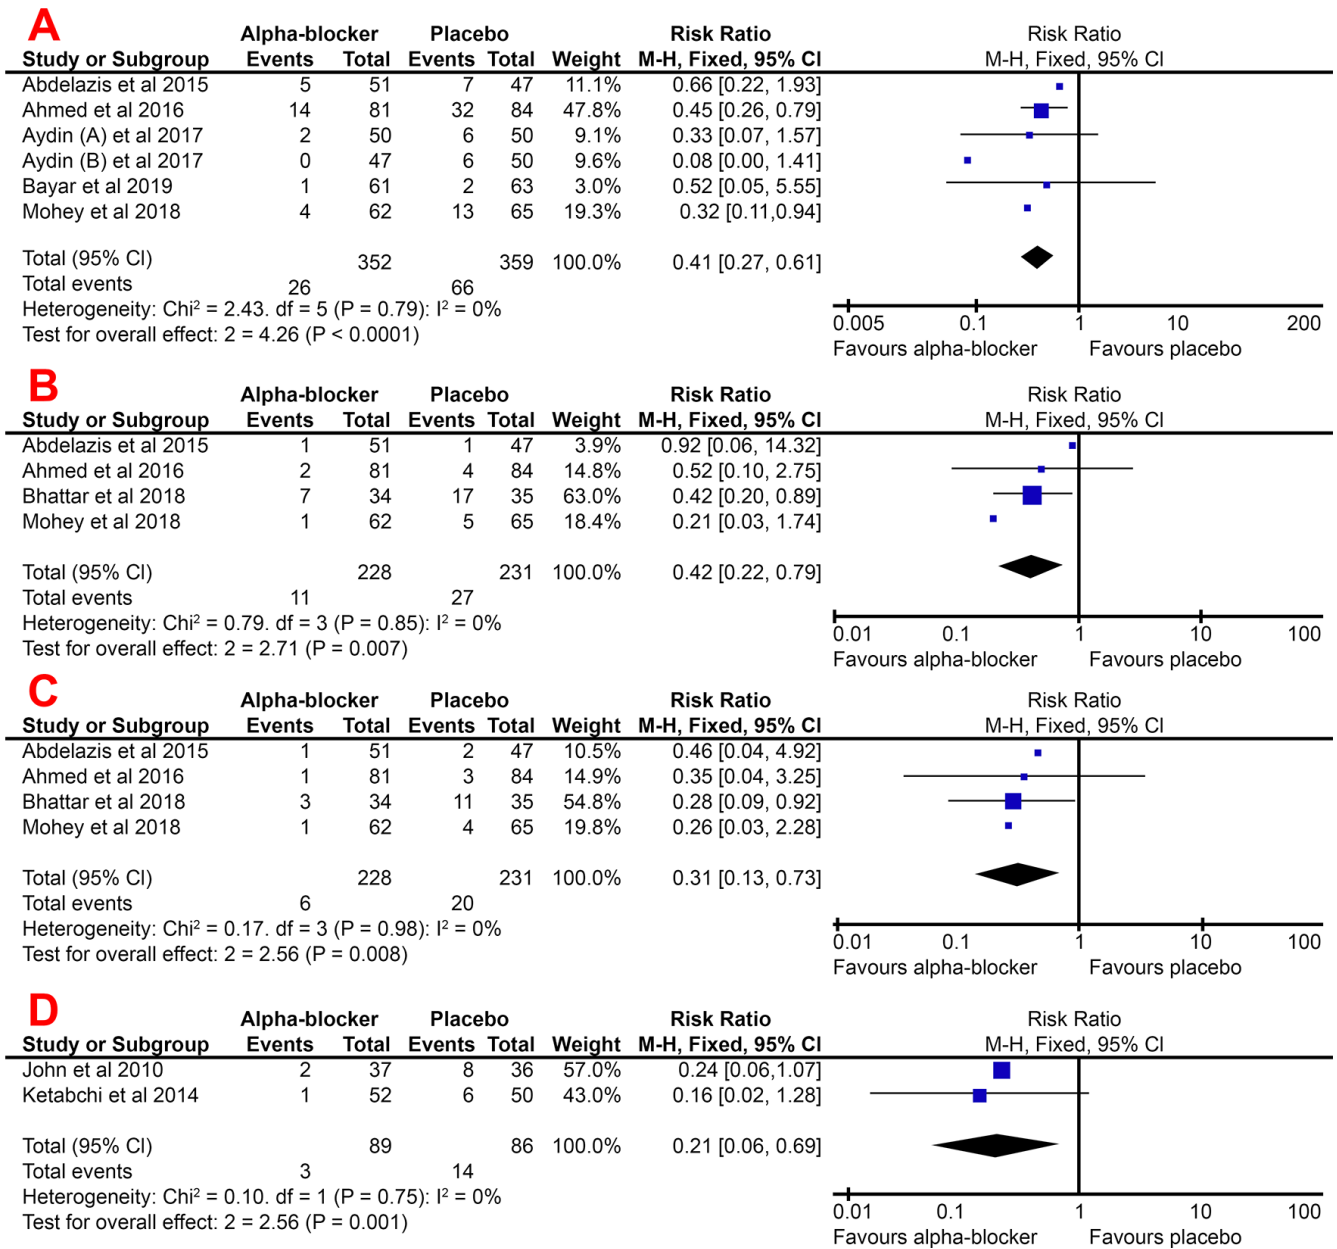 A
Alpha-blocker Placebo Risk Ratio Risk Ratio
Study or Subgroup Events Total Events Total Weight M-H, Fixed, 95% CI M-H, Fixed, 95% CI
Abdelazis et al 2015 5 51 7 47 11.1% 0.66 [0.22, 1.93]
Ahmed et al 2016 14 81 32 84 47.8% 0.45 [0.26, 0.79]
Aydin (A) et al 2017 2 50 6 50 9.1% 0.33 [0.07, 1.57]
Aydin (B) et al 2017 0 47 6 50 9.6% 0.08 [0.00, 1.41]
Bayar et al 2019 1 61 2 63 3.0% 0.52 [0.05, 5.55]
Mohey et al 2018 4 62 13 65 19.3% 0.32 [0.11,0.94]
Total (95% CI) 352 359 100.0% 0.41 [0.27, 0.61]
Total events 26 66
Heterogeneity: Chi² = 2.43. df = 5 (P = 0.79): I² = 0%
Test for overall effect: 2 = 4.26 (P < 0.0001)
0.005 0.1 1 10 200
Favours alpha-blocker Favours placebo
B
Alpha-blocker Placebo Risk Ratio Risk Ratio
Study or Subgroup Events Total Events Total Weight M-H, Fixed, 95% CI M-H, Fixed, 95% CI
Abdelazis et al 2015 1 51 1 47 3.9% 0.92 [0.06, 14.32]
Ahmed et al 2016 2 81 4 84 14.8% 0.52 [0.10, 2.75]
Bhattar et al 2018 7 34 17 35 63.0% 0.42 [0.20, 0.89]
Mohey et al 2018 1 62 5 65 18.4% 0.21 [0.03, 1.74]
Total (95% CI) 228 231 100.0% 0.42 [0.22, 0.79]
Total events 11 27
Heterogeneity: Chi² = 0.79. df = 3 (P = 0.85): I² = 0%
Test for overall effect: 2 = 2.71 (P = 0.007)
0.01 0.1 1 10 100
Favours alpha-blocker Favours placebo
C
Alpha-blocker Placebo Risk Ratio Risk Ratio
Study or Subgroup Events Total Events Total Weight M-H, Fixed, 95% CI M-H, Fixed, 95% CI
Abdelazis et al 2015 1 51 2 47 10.5% 0.46 [0.04, 4.92]
Ahmed et al 2016 1 81 3 84 14.9% 0.35 [0.04, 3.25]
Bhattar et al 2018 3 34 11 35 54.8% 0.28 [0.09, 0.92]
Mohey et al 2018 1 62 4 65 19.8% 0.26 [0.03, 2.28]
Total (95% CI) 228 231 100.0% 0.31 [0.13, 0.73]
Total events 6 20
Heterogeneity: Chi² = 0.17. df = 3 (P = 0.98): I² = 0%
Test for overall effect: 2 = 2.56 (P = 0.008)
0.01 0.1 1 10 100
Favours alpha-blocker Favours placebo
D
Alpha-blocker Placebo Risk Ratio Risk Ratio
Study or Subgroup Events Total Events Total Weight M-H, Fixed, 95% CI M-H, Fixed, 95% CI
John et al 2010 2 37 8 36 57.0% 0.24 [0.06,1.07]
Ketabchi et al 2014 1 52 6 50 43.0% 0.16 [0.02, 1.28]
Total (95% CI) 89 86 100.0% 0.21 [0.06, 0.69]
Total events 3 14
Heterogeneity: Chi² = 0.10. df = 1 (P = 0.75): I² = 0%
Test for overall effect: 2 = 2.56 (P = 0.001)
0.01 0.1 1 10 100
Favours alpha-blocker Favours placebo